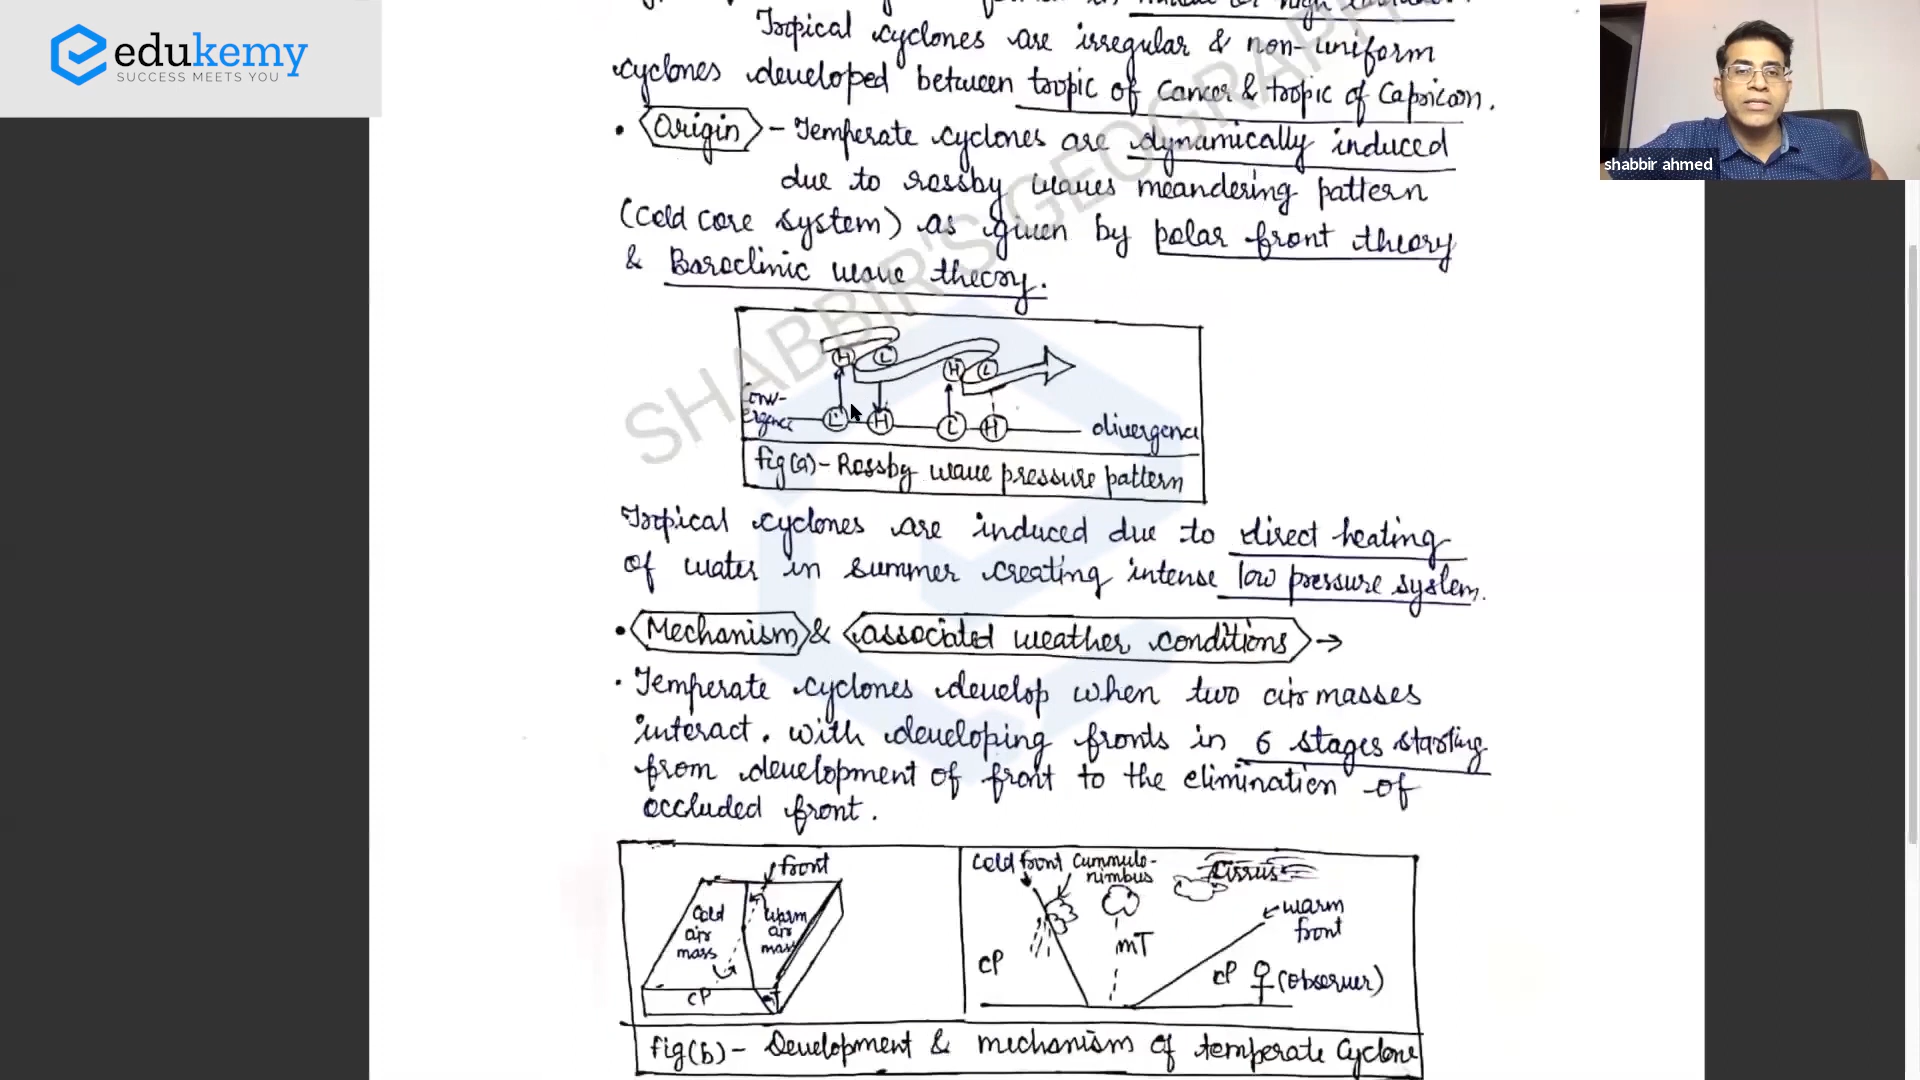 edukemy
SUCCESS MEETS YOU
shabbir ahmed
SHABBIR'S GEOGRAPHY
Tropical cyclones are irregular & non-uniform
cyclones developed between tropic of Cancer & tropic of Capricorn.
• Origin - Temperate cyclones are dynamically induced
due to rossby waves meandering pattern
(Cold core system) as given by polar front theory
& Baroclinic wave theory.
H L H L
Conv-
ergence L H L H divergence
fig(a)- Rossby wave pressure pattern
Tropical cyclones are induced due to direct heating
of water in summer creating intense low pressure system.
• Mechanism & associated weather conditions →
• Temperate cyclones develop when two air masses
interact. with developing fronts in 6 stages starting
from development of front to the elimination of
occluded front.
front
Cold
air
mass
Warm
air
mass
CP
Cold front Cummulo-
nimbus
Cirrus
warm
front
CP mT CP (Observer)
fig(b)- Development & mechanism of temperate Cyclone